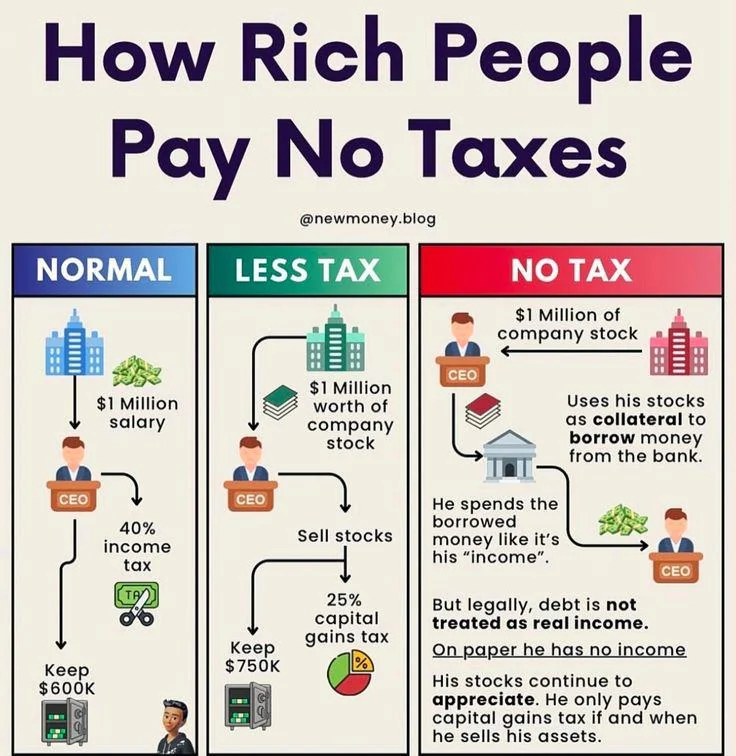 How Rich People
Pay No Taxes
@newmoney.blog
NORMAL
$1 Million
salary
CEO
40%
income
tax
TAX
Keep
$600K
LESS TAX
$1 Million
worth of
company
stock
CEO
Sell stocks
25%
capital
gains tax
%
Keep
$750K
NO TAX
$1 Million of
company stock
CEO
Uses his stocks
as collateral to
borrow money
from the bank.
He spends the
borrowed
money like it's
his “income”.
CEO
But legally, debt is not
treated as real income.
On paper he has no income
His stocks continue to
appreciate. He only pays
capital gains tax if and when
he sells his assets.